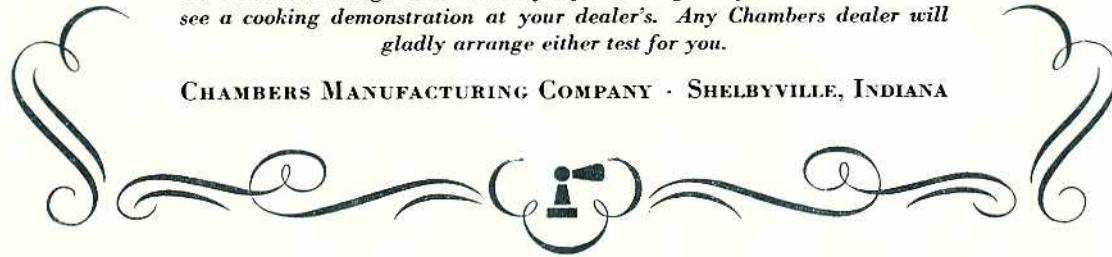 see a cooking demonstration at your dealer's. Any Chambers dealer will
gladly arrange either test for you.
CHAMBERS MANUFACTURING COMPANY · SHELBYVILLE, INDIANA